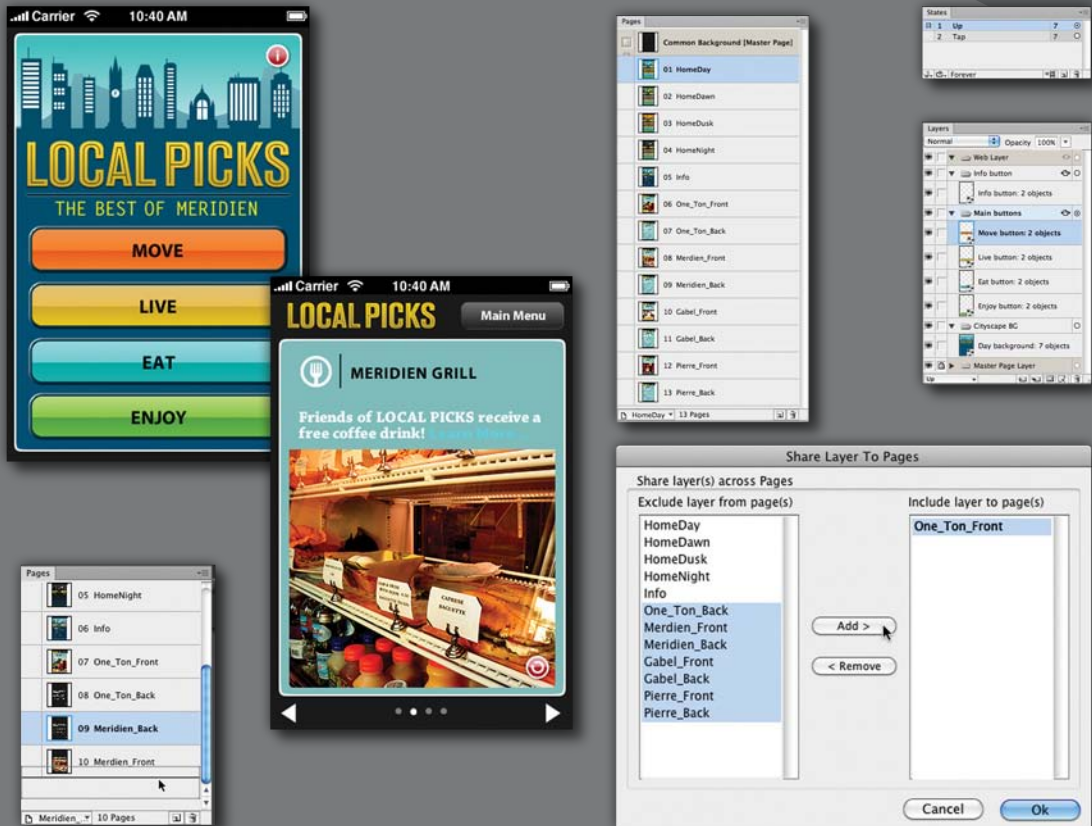 Carrier 10:40 AM
LOCAL PICKS
THE BEST OF MERIDIEN
MOVE
LIVE
EAT
ENJOY
Carrier 10:40 AM
LOCAL PICKS
Main Menu
MERIDIEN GRILL
Friends of LOCAL PICKS receive a
free coffee drink! Learn More...
CAPRESE
BAGUETTE
Pages
05 HomeNight
06 Info
07 One_Ton_Front
08 One_Ton_Back
09 Meridien_Back
10 Merdien_Front
Meridien_... 10 Pages
Pages
Common Background [Master Page]
01 HomeDay
02 HomeDawn
03 HomeDusk
04 HomeNight
05 Info
06 One_Ton_Front
07 One_Ton_Back
08 Merdien_Front
09 Meridien_Back
10 Gabel_Front
11 Gabel_Back
12 Pierre_Front
13 Pierre_Back
HomeDay 13 Pages
States
1 Up 7
2 Tap 7
Forever
Layers
Normal Opacity 100%
Web Layer
Info button
Info button: 2 objects
Main buttons
Move button: 2 objects
Live button: 2 objects
Eat button: 2 objects
Enjoy button: 2 objects
Cityscape BG
Day background: 7 objects
Master Page Layer
Up
Share Layer To Pages
Share layer(s) across Pages
Exclude layer from page(s)
HomeDay
HomeDawn
HomeDusk
HomeNight
Info
One_Ton_Back
Merdien_Front
Meridien_Back
Gabel_Front
Gabel_Back
Pierre_Front
Pierre_Back
Add >
< Remove
Include layer to page(s)
One_Ton_Front
Cancel Ok